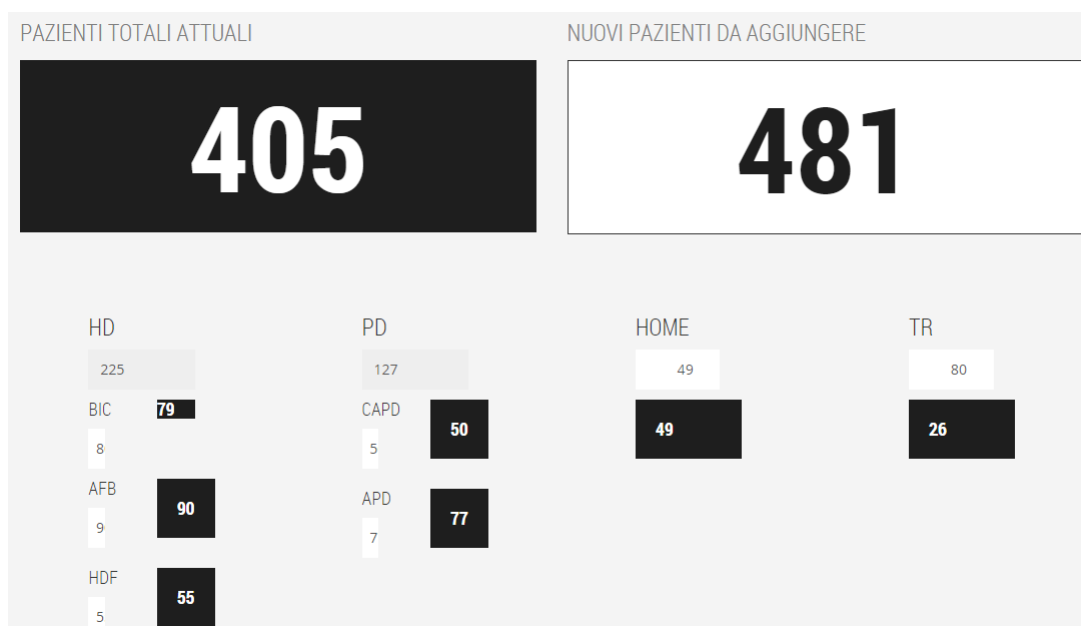 PAZIENTI TOTALI ATTUALI
NUOVI PAZIENTI DA AGGIUNGERE
405
481
HD
PD
HOME
TR
225
127
49
80
BIC
79
8
CAPD
5
50
49
26
AFB
9
90
APD
7
77
HDF
5
55